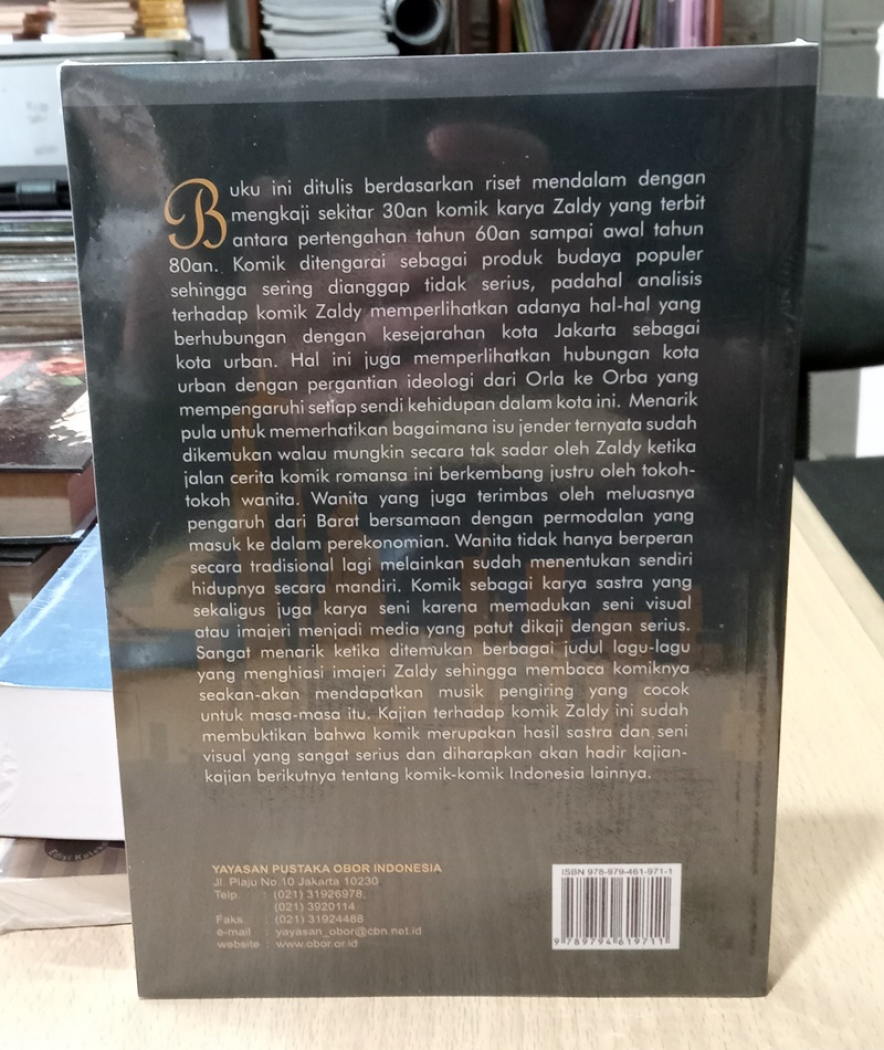 Buku ini ditulis berdasarkan riset mendalam dengan
mengkaji sekitar 30an komik karya Zaldy yang terbit
antara pertengahan tahun 60an sampai awal tahun
80an. Komik ditengarai sebagai produk budaya populer
sehingga sering dianggap tidak serius, padahal analisis
terhadap komik Zaldy memperlihatkan adanya hal-hal yang
berhubungan dengan kesejarahan kota Jakarta sebagai
kota urban. Hal ini juga memperlihatkan hubungan kota
urban dengan pergantian ideologi dari Orla ke Orba yang
mempengaruhi setiap sendi kehidupan dalam kota ini. Menarik
pula untuk memerhatikan bagaimana isu jender ternyata sudah
dikemukan walau mungkin secara tak sadar oleh Zaldy ketika
jalan cerita komik romansa ini berkembang justru oleh tokoh-
tokoh wanita. Wanita yang juga terimbas oleh meluasnya
pengaruh dari Barat bersamaan dengan permodalan yang
masuk ke dalam perekonomian. Wanita tidak hanya berperan
secara tradisional lagi melainkan sudah menentukan sendiri
hidupnya secara mandiri. Komik sebagai karya sastra yang
sekaligus juga karya seni karena memadukan seni visual
atau imajeri menjadi media yang patut dikaji dengan serius.
Sangat menarik ketika ditemukan berbagai judul lagu-lagu
yang menghiasi imajeri Zaldy sehingga membaca komiknya
seakan-akan mendapatkan musik pengiring yang cocok
untuk masa-masa itu. Kajian terhadap komik Zaldy ini sudah
membuktikan bahwa komik merupakan hasil sastra dan seni
visual yang sangat serius dan diharapkan akan hadir kajian-
kajian berikutnya tentang komik-komik Indonesia lainnya.
YAYASAN PUSTAKA OBOR INDONESIA
Jl. Plaju No.10 Jakarta 10230
Telp. : (021) 31926978,
(021) 3920114
Faks : (021) 31924488
e-mail : yayasan_obor@cbn.net.id
website : www.obor.or.id
ISBN 978-979-461-971-1
9 789794 619711